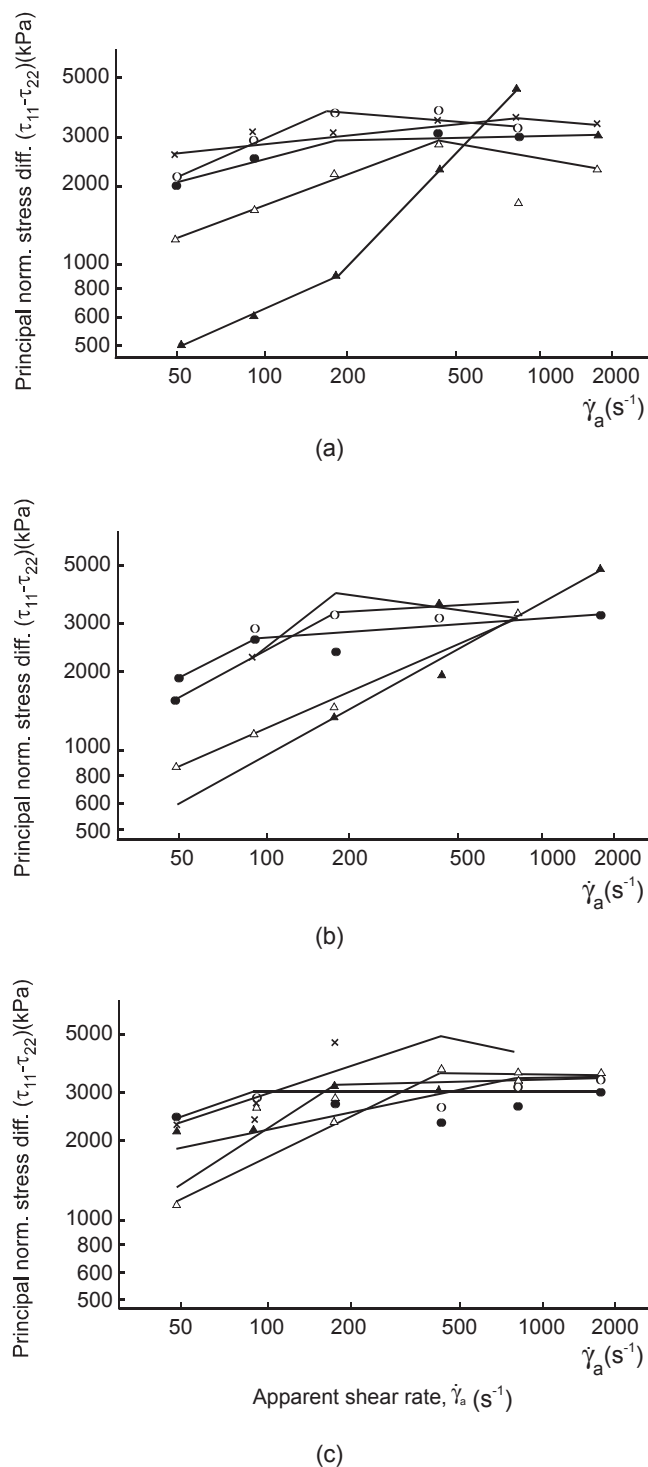 Principal norm. stress diff. (τ11-τ22)(kPa)
5000
3000
2000
1000
800
600
500
50 100 200 500 1000 2000
γ̇a(s-1)
(a)
Principal norm. stress diff. (τ11-τ22)(kPa)
5000
3000
2000
1000
800
600
500
50 100 200 500 1000 2000
γ̇a(s-1)
(b)
Principal norm. stress diff. (τ11-τ22)(kPa)
5000
3000
2000
1000
800
600
500
50 100 200 500 1000 2000
γ̇a(s-1)
Apparent shear rate, γ̇a (s-1)
(c)